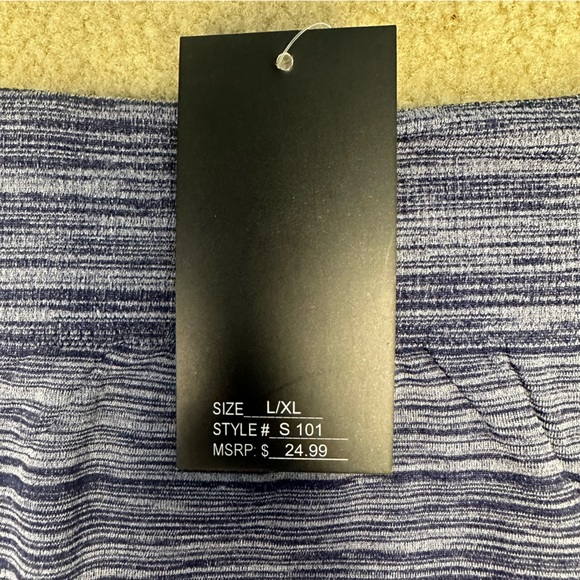 SIZE L/XL
STYLE # S 101
MSRP: $ 24.99